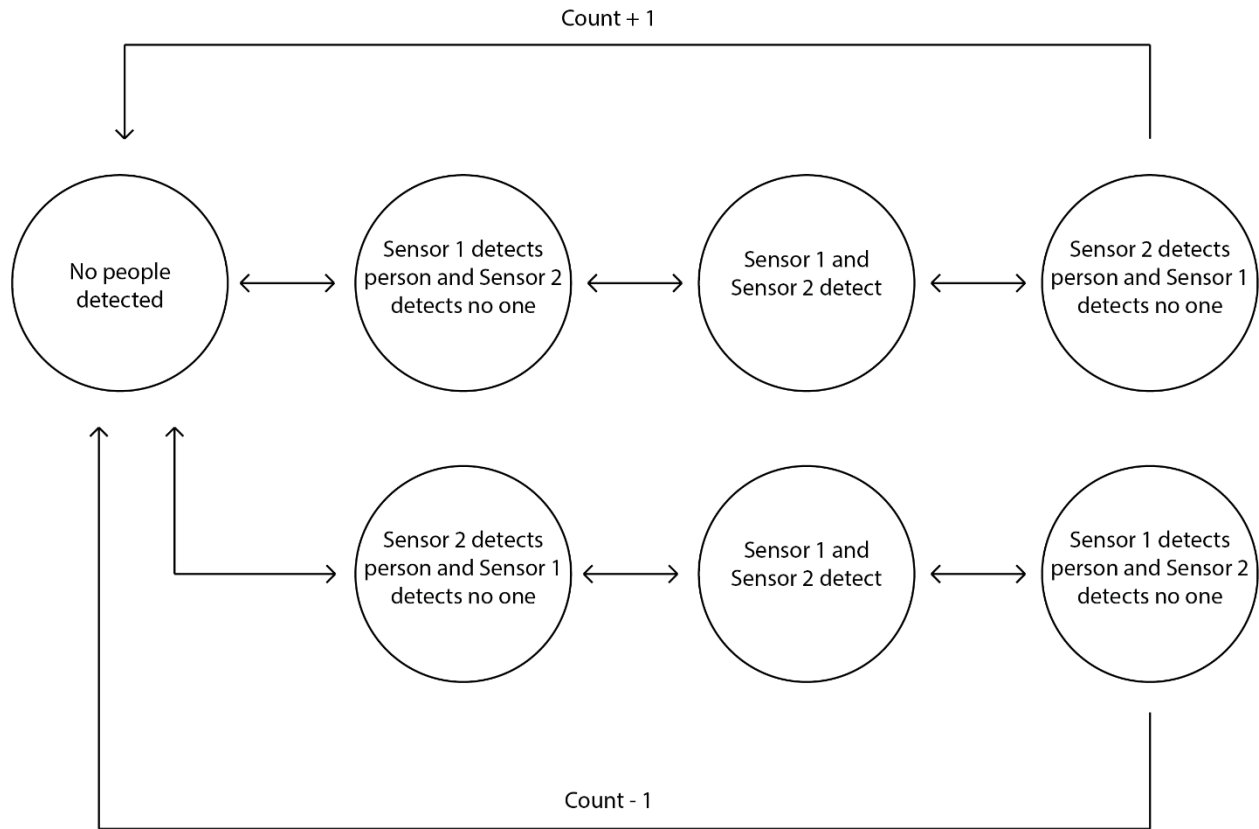 Count + 1
No people
detected
Sensor 1 detects
person and Sensor 2
detects no one
Sensor 1 and
Sensor 2 detect
Sensor 2 detects
person and Sensor 1
detects no one
Sensor 2 detects
person and Sensor 1
detects no one
Sensor 1 and
Sensor 2 detect
Sensor 1 detects
person and Sensor 2
detects no one
Count - 1